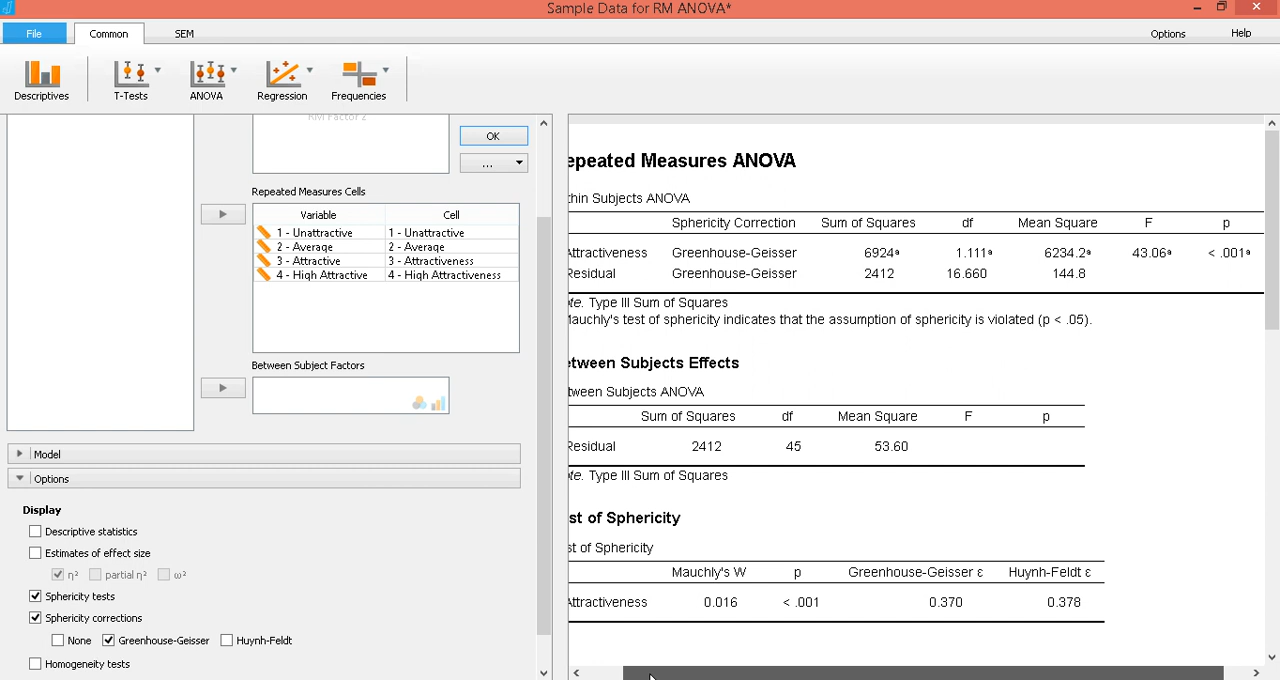 Sample Data for RM ANOVA*
File Common SEM Options Help
Descriptives T-Tests ANOVA Regression Frequencies
RM Factor 2
OK
...
Repeated Measures Cells
Variable Cell
1 - Unattractive 1 - Unattractive
2 - Average 2 - Average
3 - Attractive 3 - Attractiveness
4 - High Attractive 4 - High Attractiveness
Between Subject Factors
Model
Options
Display
Descriptive statistics
Estimates of effect size
η² partial η² ω²
Sphericity tests
Sphericity corrections
None Greenhouse-Geisser Huynh-Feldt
Homogeneity tests
epeated Measures ANOVA
thin Subjects ANOVA
Sphericity Correction Sum of Squares df Mean Square F p
Attractiveness Greenhouse-Geisser 6924ᵃ 1.111ᵃ 6234.2ᵃ 43.06ᵃ < .001ᵃ
Residual Greenhouse-Geisser 2412 16.660 144.8
te. Type III Sum of Squares
Mauchly's test of sphericity indicates that the assumption of sphericity is violated (p < .05).
etween Subjects Effects
tween Subjects ANOVA
Sum of Squares df Mean Square F p
Residual 2412 45 53.60
te. Type III Sum of Squares
st of Sphericity
st of Sphericity
Mauchly's W p Greenhouse-Geisser ε Huynh-Feldt ε
Attractiveness 0.016 < .001 0.370 0.378